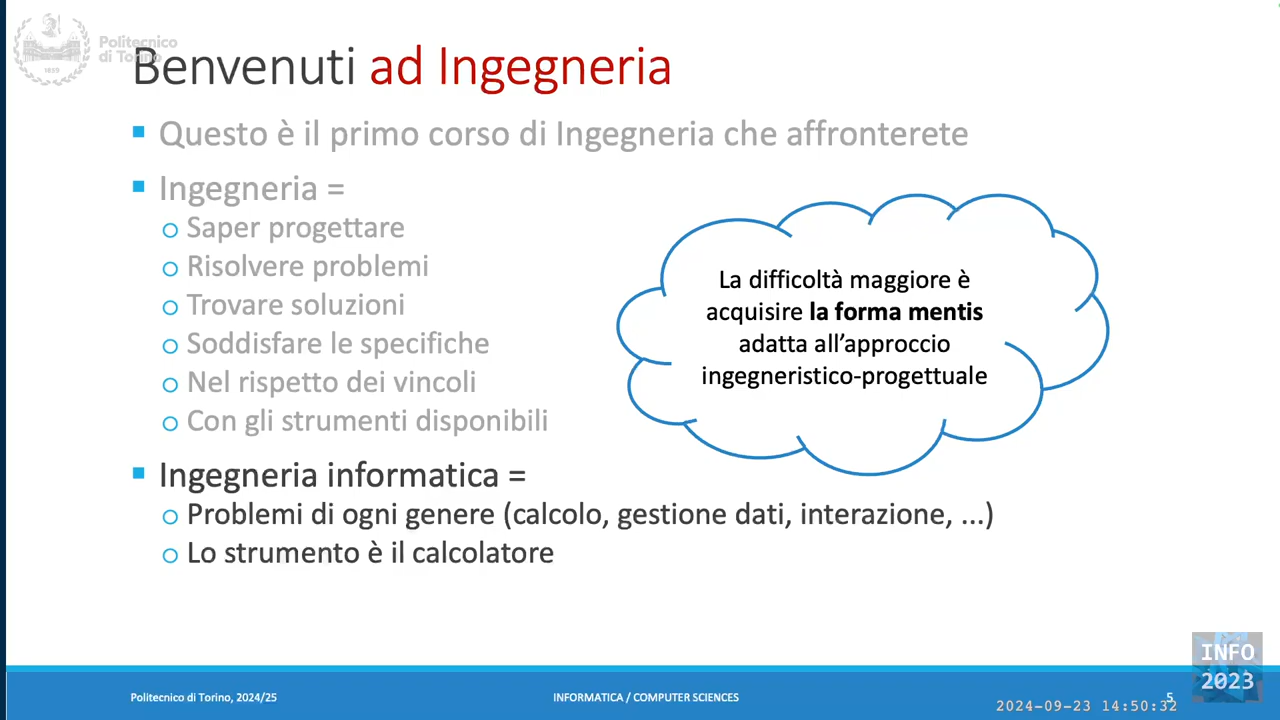 Politecnico
di Torino
1859
Benvenuti ad Ingegneria
Questo è il primo corso di Ingegneria che affronterete
Ingegneria =
Saper progettare
Risolvere problemi
Trovare soluzioni
Soddisfare le specifiche
Nel rispetto dei vincoli
Con gli strumenti disponibili
La difficoltà maggiore è
acquisire la forma mentis
adatta all’approccio
ingegneristico-progettuale
Ingegneria informatica =
Problemi di ogni genere (calcolo, gestione dati, interazione, ...)
Lo strumento è il calcolatore
Politecnico di Torino, 2024/25
INFORMATICA / COMPUTER SCIENCES
5
INFO
2023
2024-09-23 14:50:32